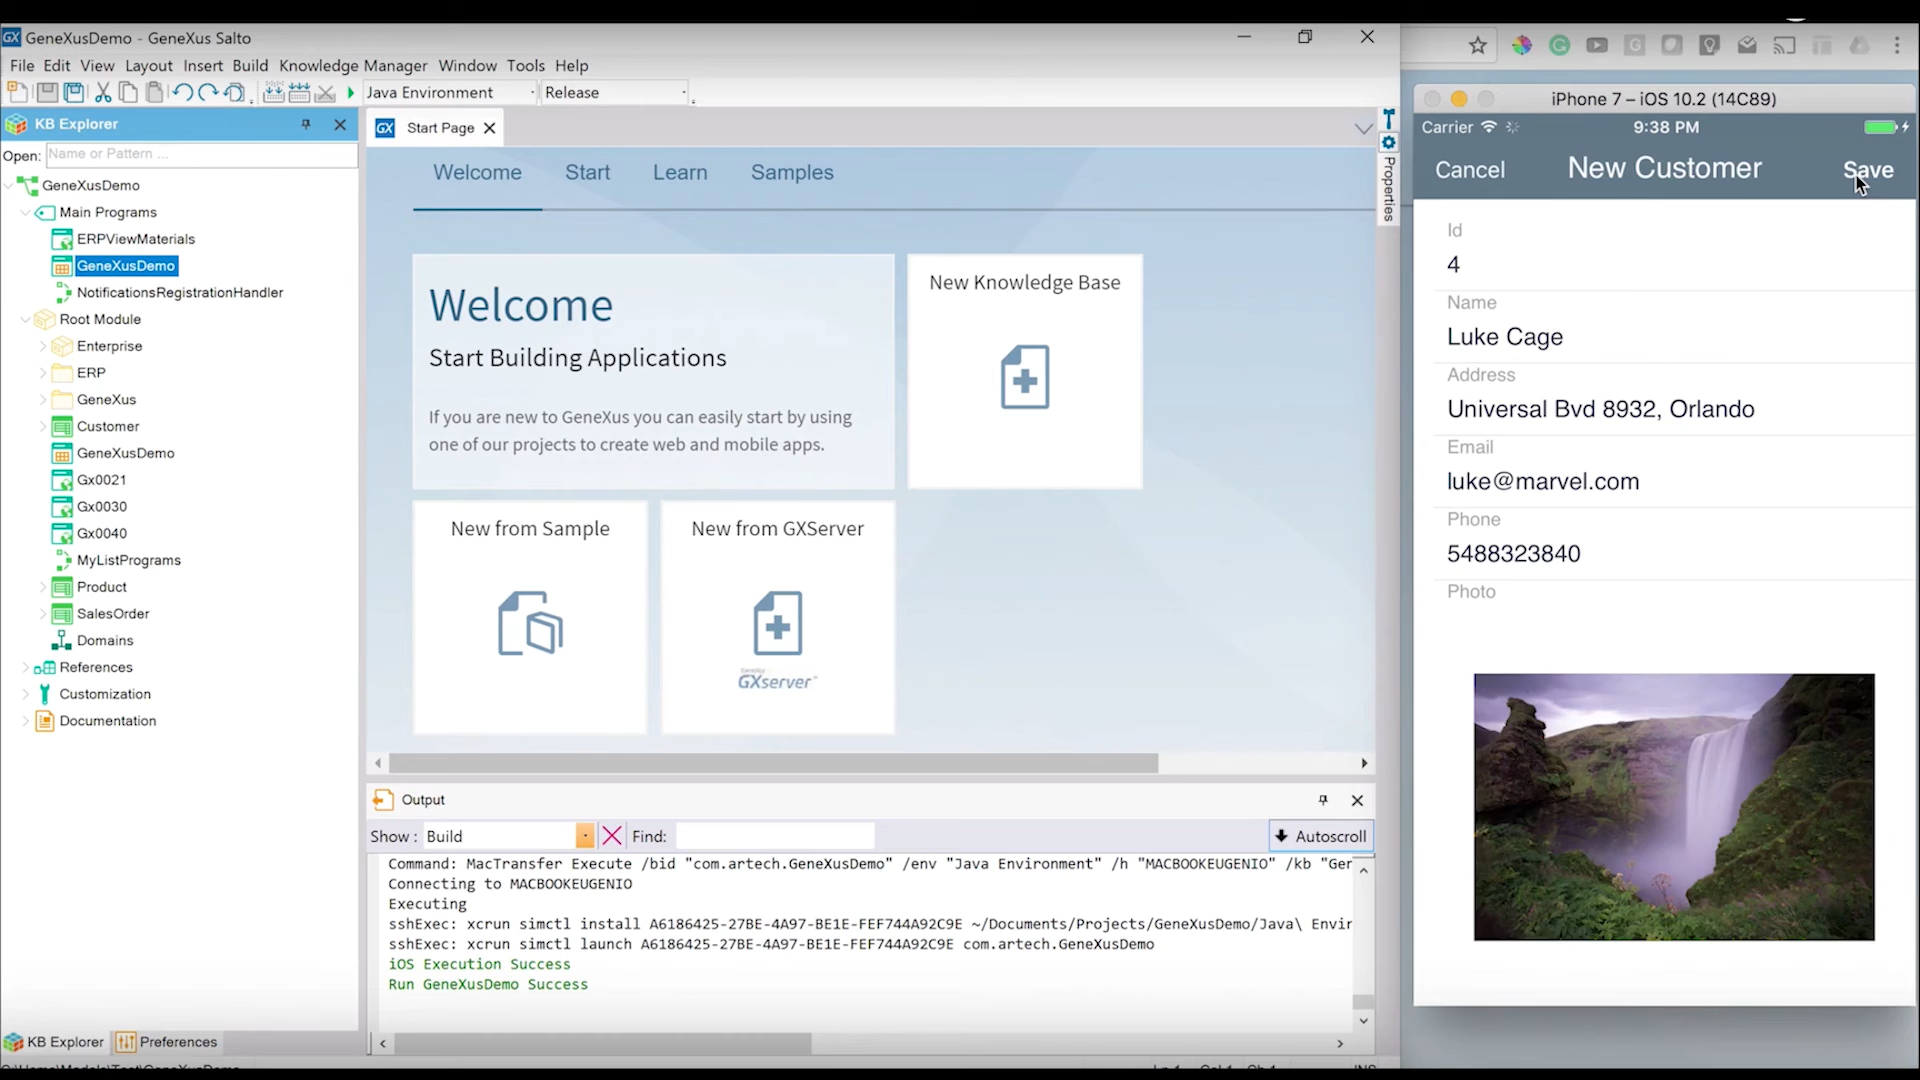 GeneXusDemo - GeneXus Salto
File Edit View Layout Insert Build Knowledge Manager Window Tools Help
Java Environment Release
KB Explorer
Open: Name or Pattern ...
GeneXusDemo
Main Programs
ERPViewMaterials
GeneXusDemo
NotificationsRegistrationHandler
Root Module
Enterprise
ERP
GeneXus
Customer
GeneXusDemo
Gx0021
Gx0030
Gx0040
MyListPrograms
Product
SalesOrder
Domains
References
Customization
Documentation
KB Explorer Preferences
Start Page
Welcome Start Learn Samples
Welcome
Start Building Applications
If you are new to GeneXus you can easily start by using
one of our projects to create web and mobile apps.
New Knowledge Base
New from Sample
New from GXServer
GXserver
Properties
Output
Show : Build Find: Autoscroll
Command: MacTransfer Execute /bid "com.artech.GeneXusDemo" /env "Java Environment" /h "MACBOOKEUGENIO" /kb "Ger
Connecting to MACBOOKEUGENIO
Executing
sshExec: xcrun simctl install A6186425-27BE-4A97-BE1E-FEF744A92C9E ~/Documents/Projects/GeneXusDemo/Java\ Envir
sshExec: xcrun simctl launch A6186425-27BE-4A97-BE1E-FEF744A92C9E com.artech.GeneXusDemo
iOS Execution Success
Run GeneXusDemo Success
iPhone 7 – iOS 10.2 (14C89)
Carrier 9:38 PM
Cancel New Customer Save
Id
4
Name
Luke Cage
Address
Universal Bvd 8932, Orlando
Email
luke@marvel.com
Phone
5488323840
Photo